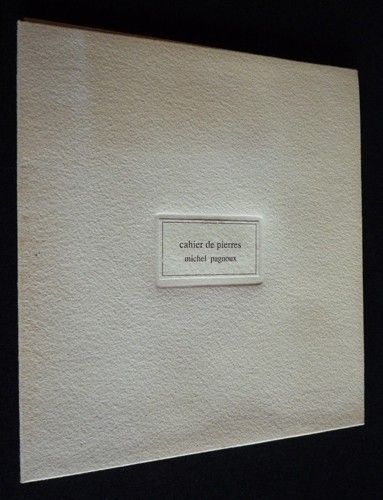 cahier de pierres
michel pagnoux